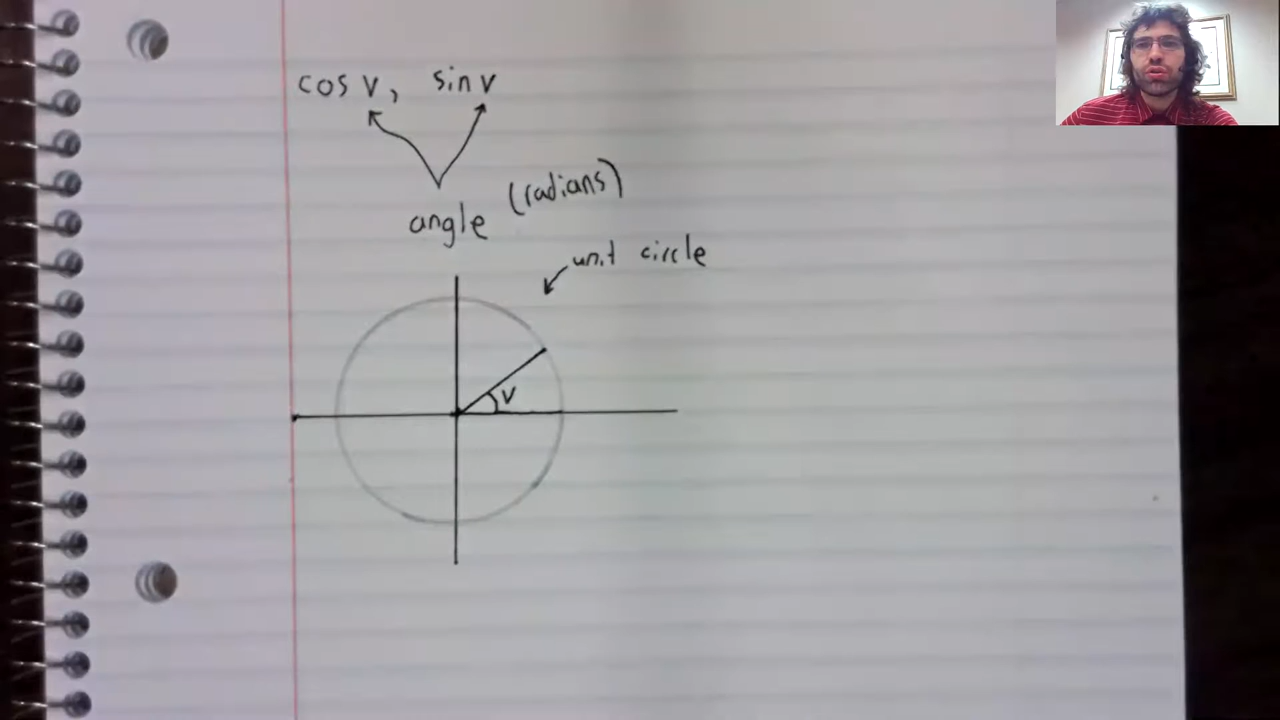 cos v, sin v
angle (radians)
unit circle
v